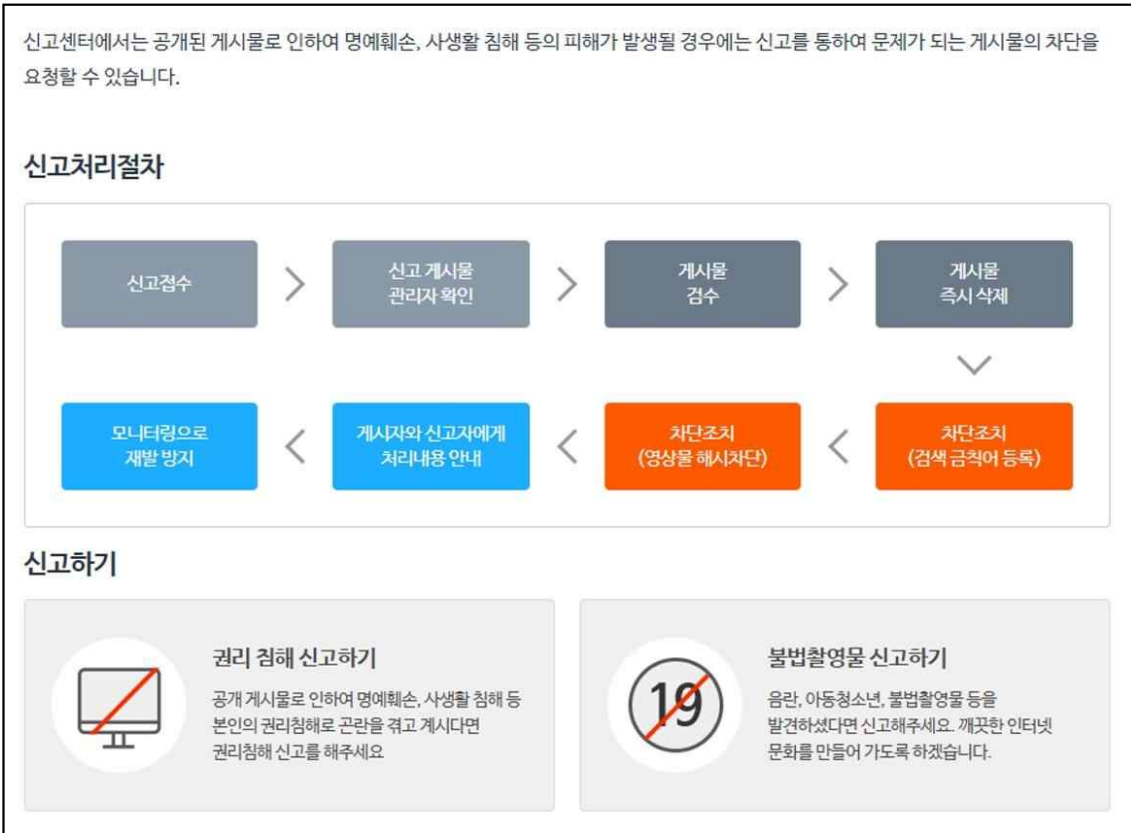 신고센터에서는 공개된 게시물로 인하여 명예훼손, 사생활 침해 등의 피해가 발생될 경우에는 신고를 통하여 문제가 되는 게시물의 차단을
요청할 수 있습니다.
신고처리절차
신고접수
신고 게시물
관리자 확인
게시물
검수
게시물
즉시 삭제
차단조치
(검색 금칙어 등록)
차단조치
(영상물 해시차단)
게시자와 신고자에게
처리내용 안내
모니터링으로
재발 방지
신고하기
권리 침해 신고하기
공개 게시물로 인하여 명예훼손, 사생활 침해 등
본인의 권리침해로 곤란을 겪고 계시다면
권리침해 신고를 해주세요
19
불법촬영물 신고하기
음란, 아동청소년, 불법촬영물 등을
발견하셨다면 신고해주세요. 깨끗한 인터넷
문화를 만들어 가도록 하겠습니다.